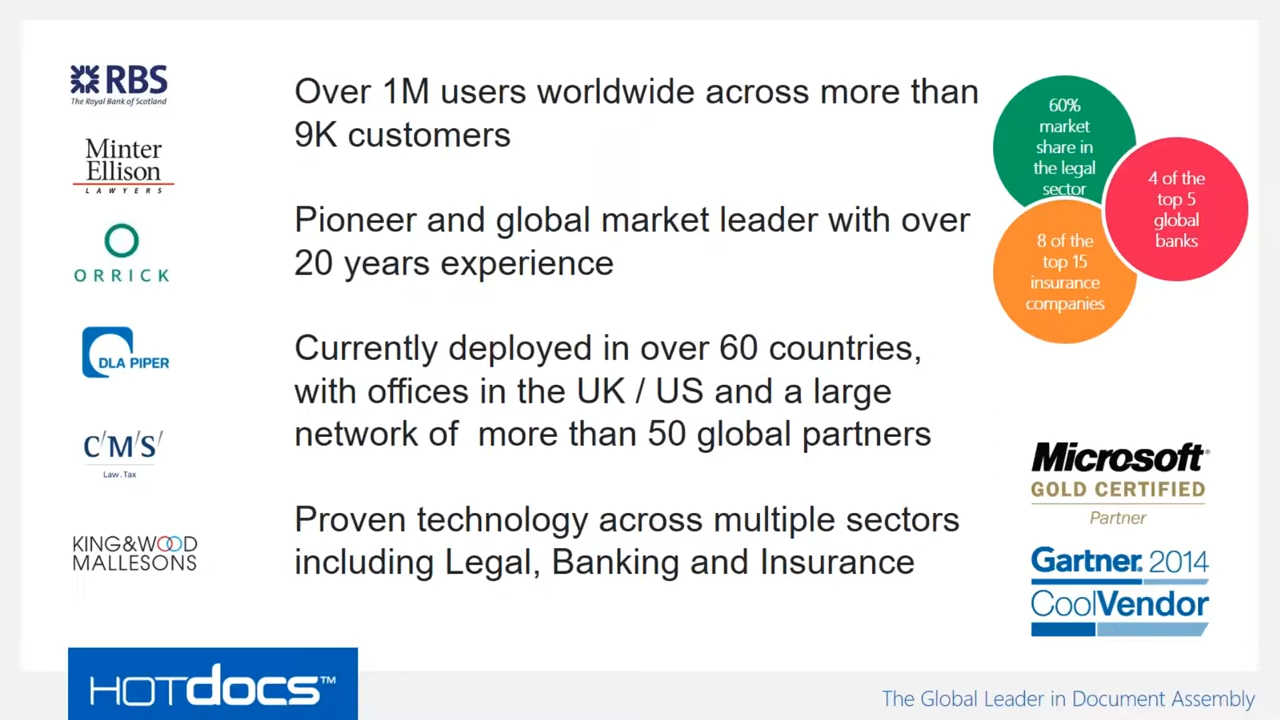 RBS
The Royal Bank of Scotland
Minter
Ellison
LAWYERS
ORRICK
DLA PIPER
C/M/S/
Law.Tax
KING&WOOD
MALLESONS
Over 1M users worldwide across more than
9K customers
Pioneer and global market leader with over
20 years experience
Currently deployed in over 60 countries,
with offices in the UK / US and a large
network of more than 50 global partners
Proven technology across multiple sectors
including Legal, Banking and Insurance
60%
market
share in
the legal
sector
4 of the
top 5
global
banks
8 of the
top 15
insurance
companies
Microsoft
GOLD CERTIFIED
Partner
Gartner. 2014
CoolVendor
HOTdocs™
The Global Leader in Document Assembly